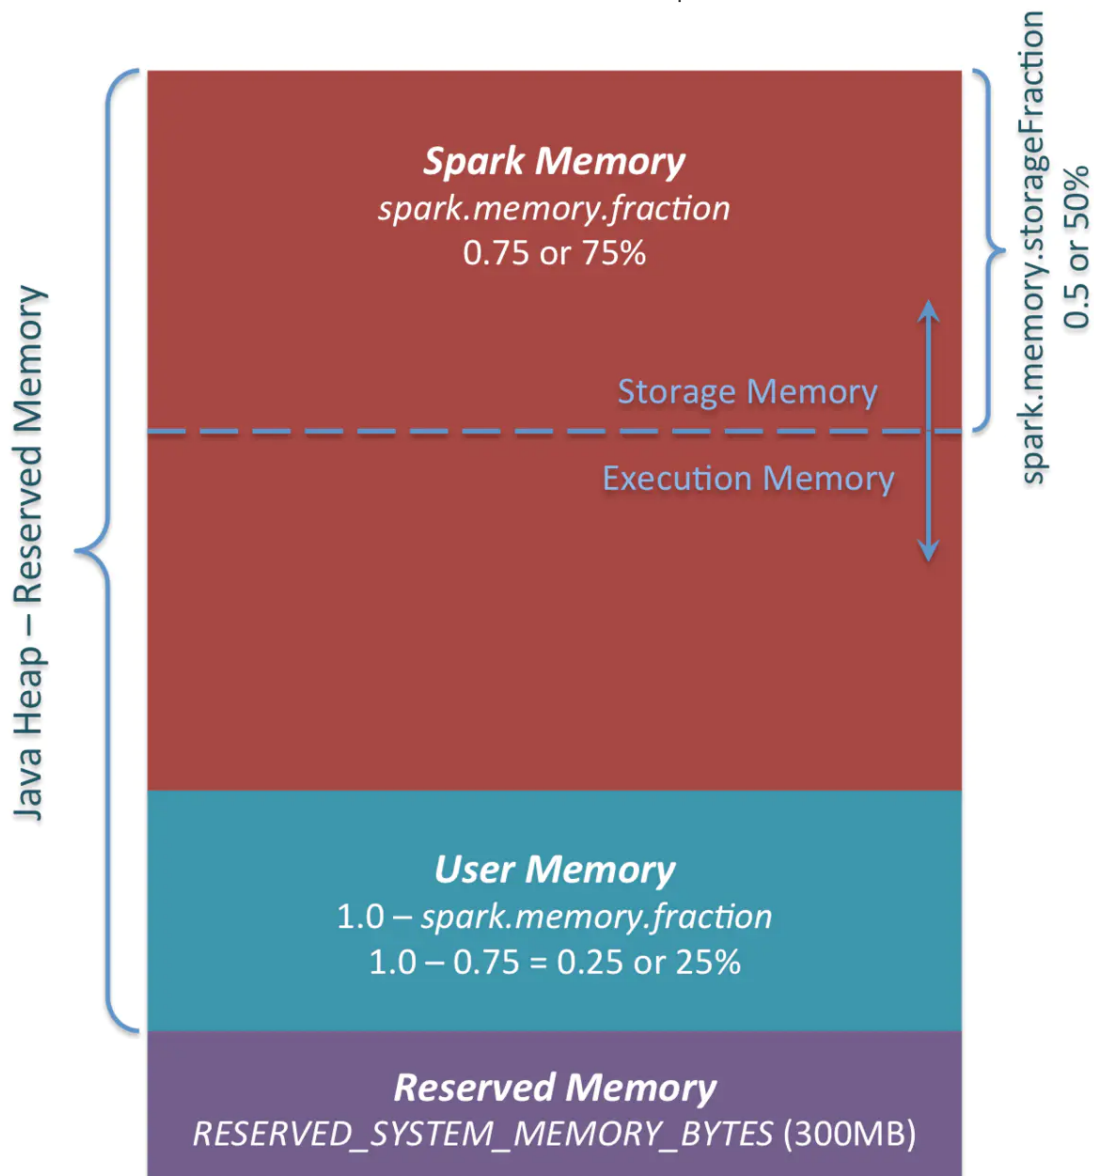 Spark Memory
spark.memory.fraction
0.75 or 75%
Storage Memory
Execution Memory
spark.memory.storageFraction
0.5 or 50%
Java Heap – Reserved Memory
User Memory
1.0 – spark.memory.fraction
1.0 – 0.75 = 0.25 or 25%
Reserved Memory
RESERVED_SYSTEM_MEMORY_BYTES (300MB)